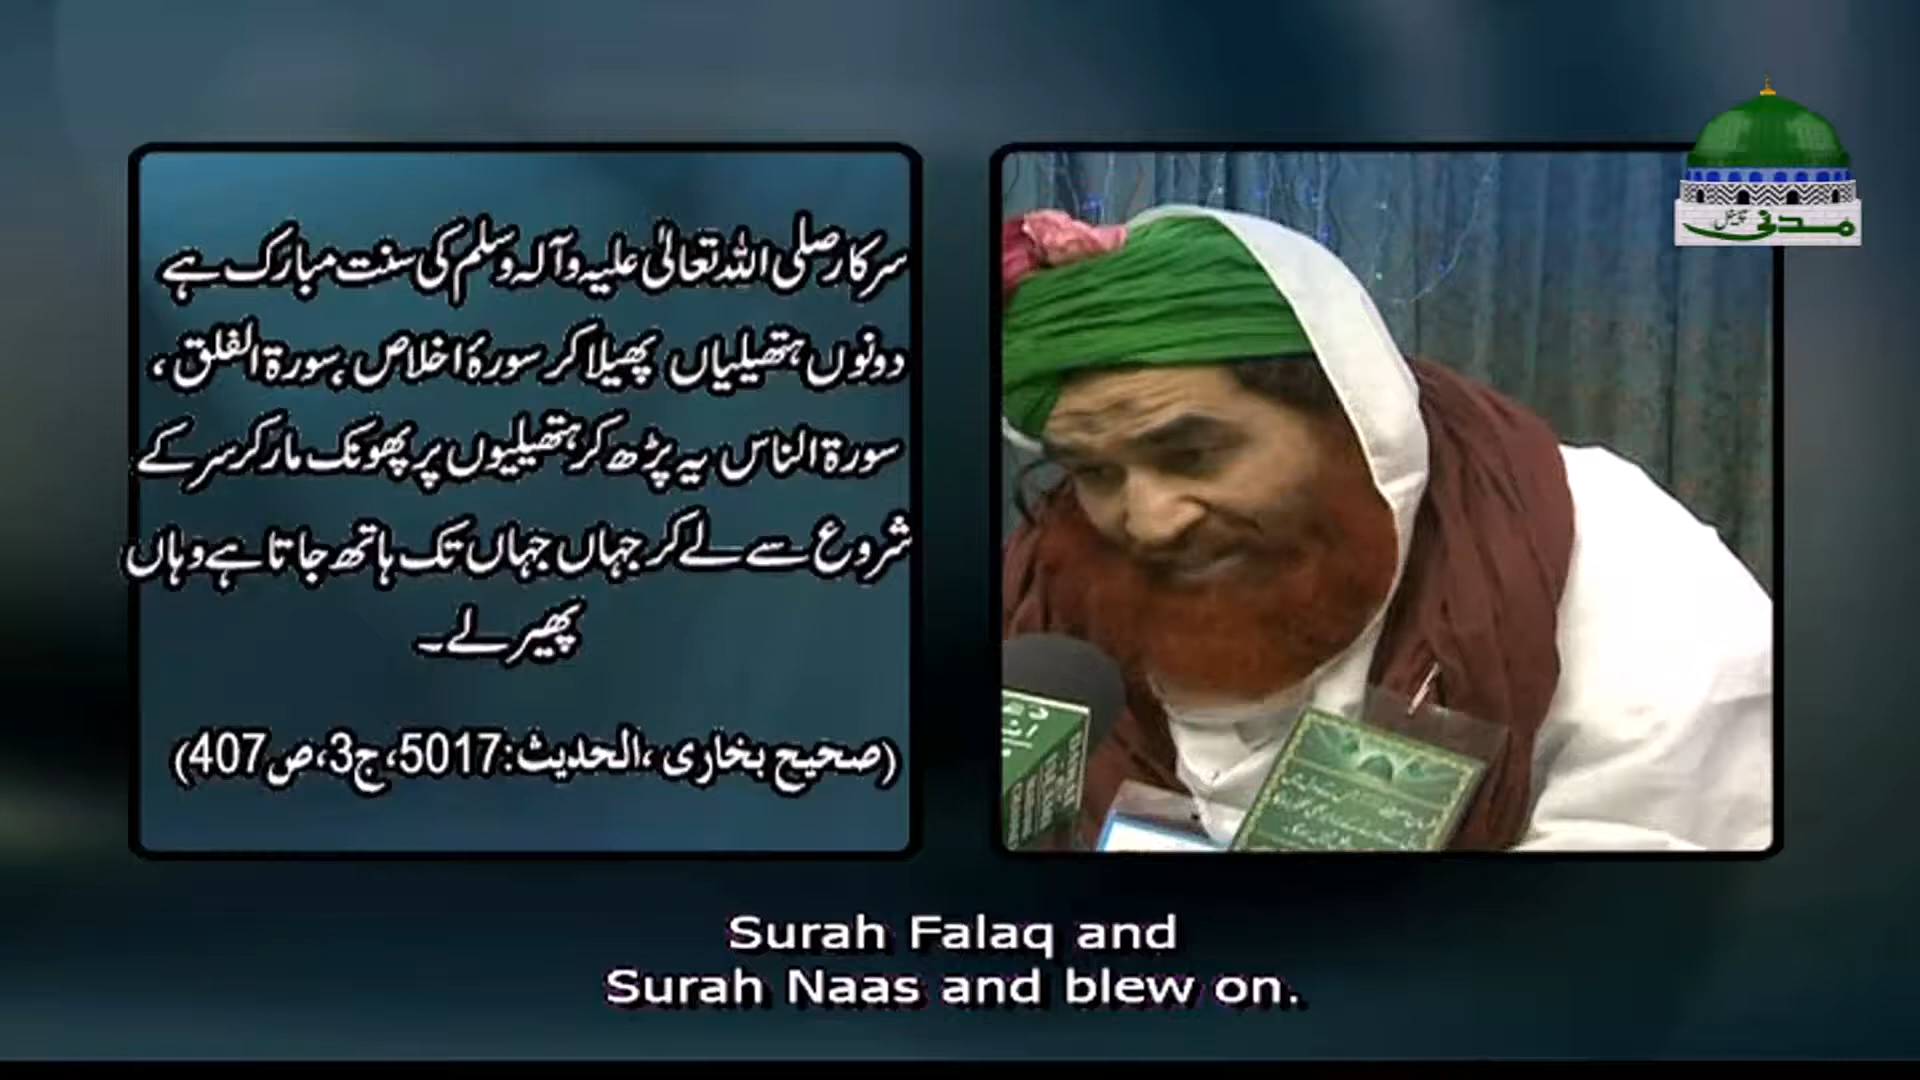 سرکار صلی اللہ تعالیٰ علیہ وآلہ وسلم کی سنت مبارک ہے
دونوں ہتھیلیاں پھیلا کر سورۂ اخلاص ،سورۃ الفلق ،
سورۃ الناس یہ پڑھ کر ہتھیلیوں پر پھونک مار کر سر کے
شروع سے لے کر جہاں جہاں تک ہاتھ جاتا ہے وہاں
پھیر لے۔
(صحیح بخاری ،الحدیث:5017،ج3،ص407)
مدنی چینل
Surah Falaq and
Surah Naas and blew on.